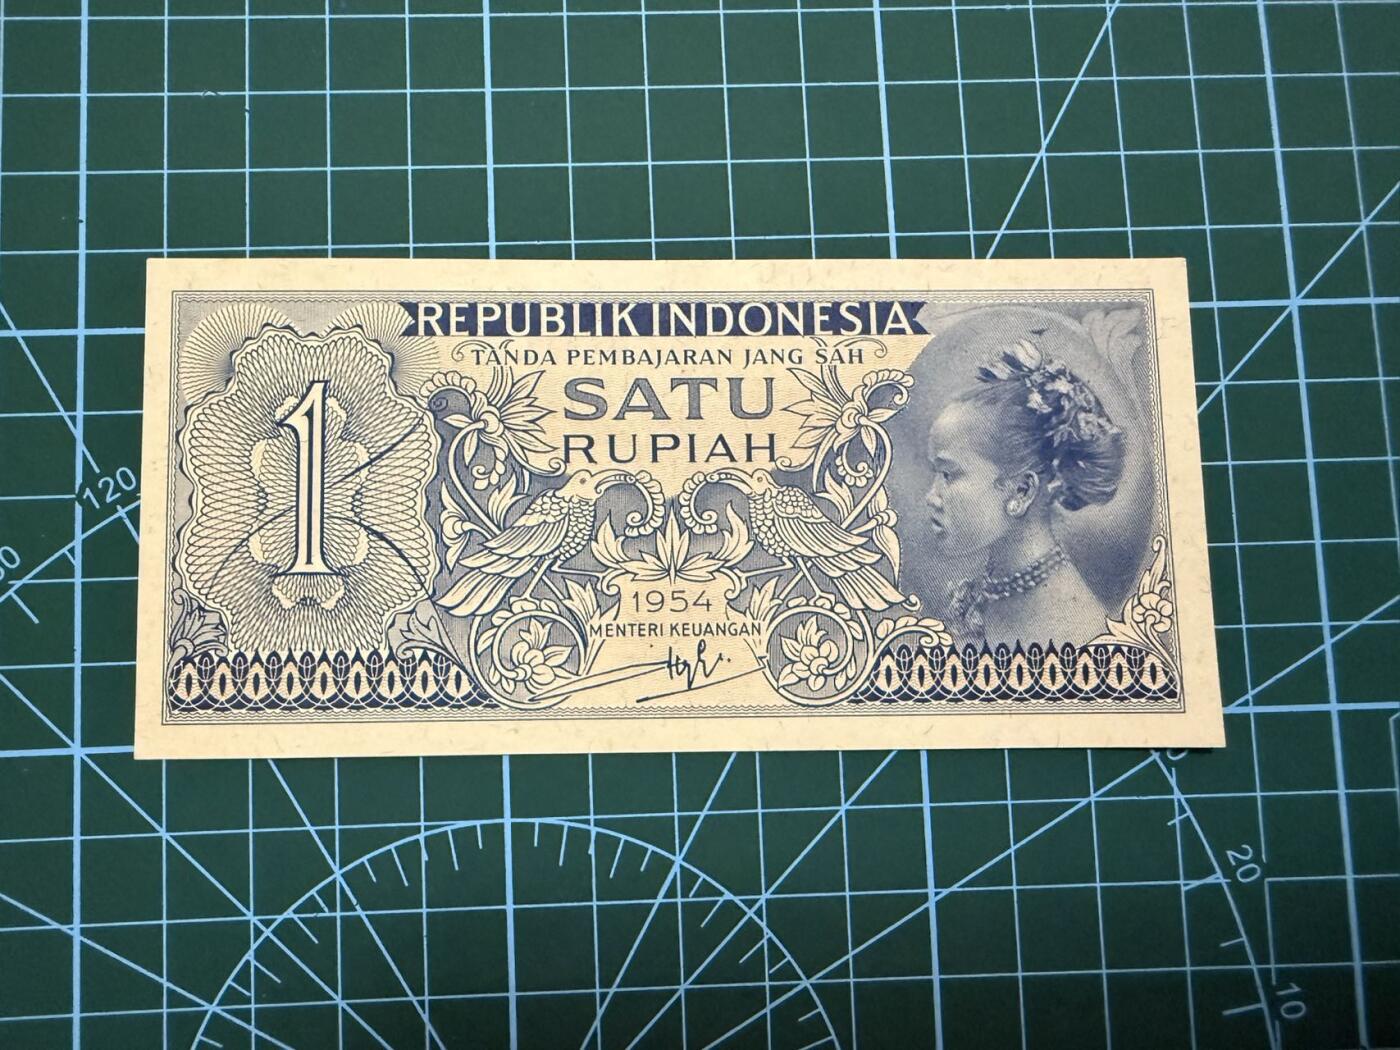 REPUBLIK INDONESIA
TANDA PEMBAJARAN JANG SAH
SATU
RUPIAH
1
1954
MENTERI KEUANGAN
120
20
10